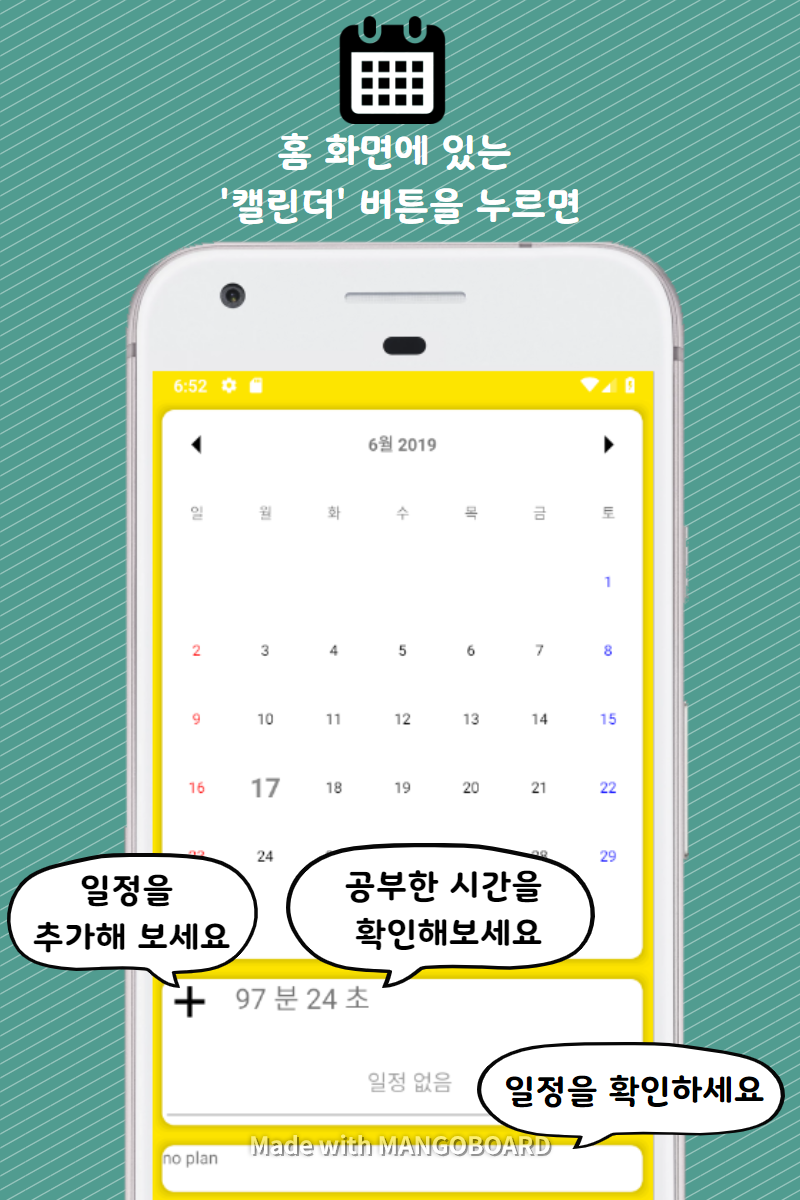 홈 화면에 있는
'캘린더' 버튼을 누르면
6:52
6월 2019
일 월 화 수 목 금 토
1
2 3 4 5 6 7 8
9 10 11 12 13 14 15
16 17 18 19 20 21 22
24 29
일정을
추가해 보세요
공부한 시간을
확인해보세요
+ 97 분 24 초
일정 없음
일정을 확인하세요
Made with MANGOBOARD
no plan